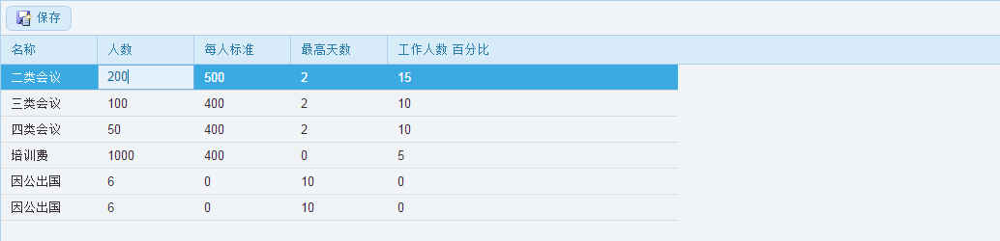 保存
名称 人数 每人标准 最高天数 工作人数 百分比
二类会议 200 500 2 15
三类会议 100 400 2 10
四类会议 50 400 2 10
培训费 1000 400 0 5
因公出国 6 0 10 0
因公出国 6 0 10 0